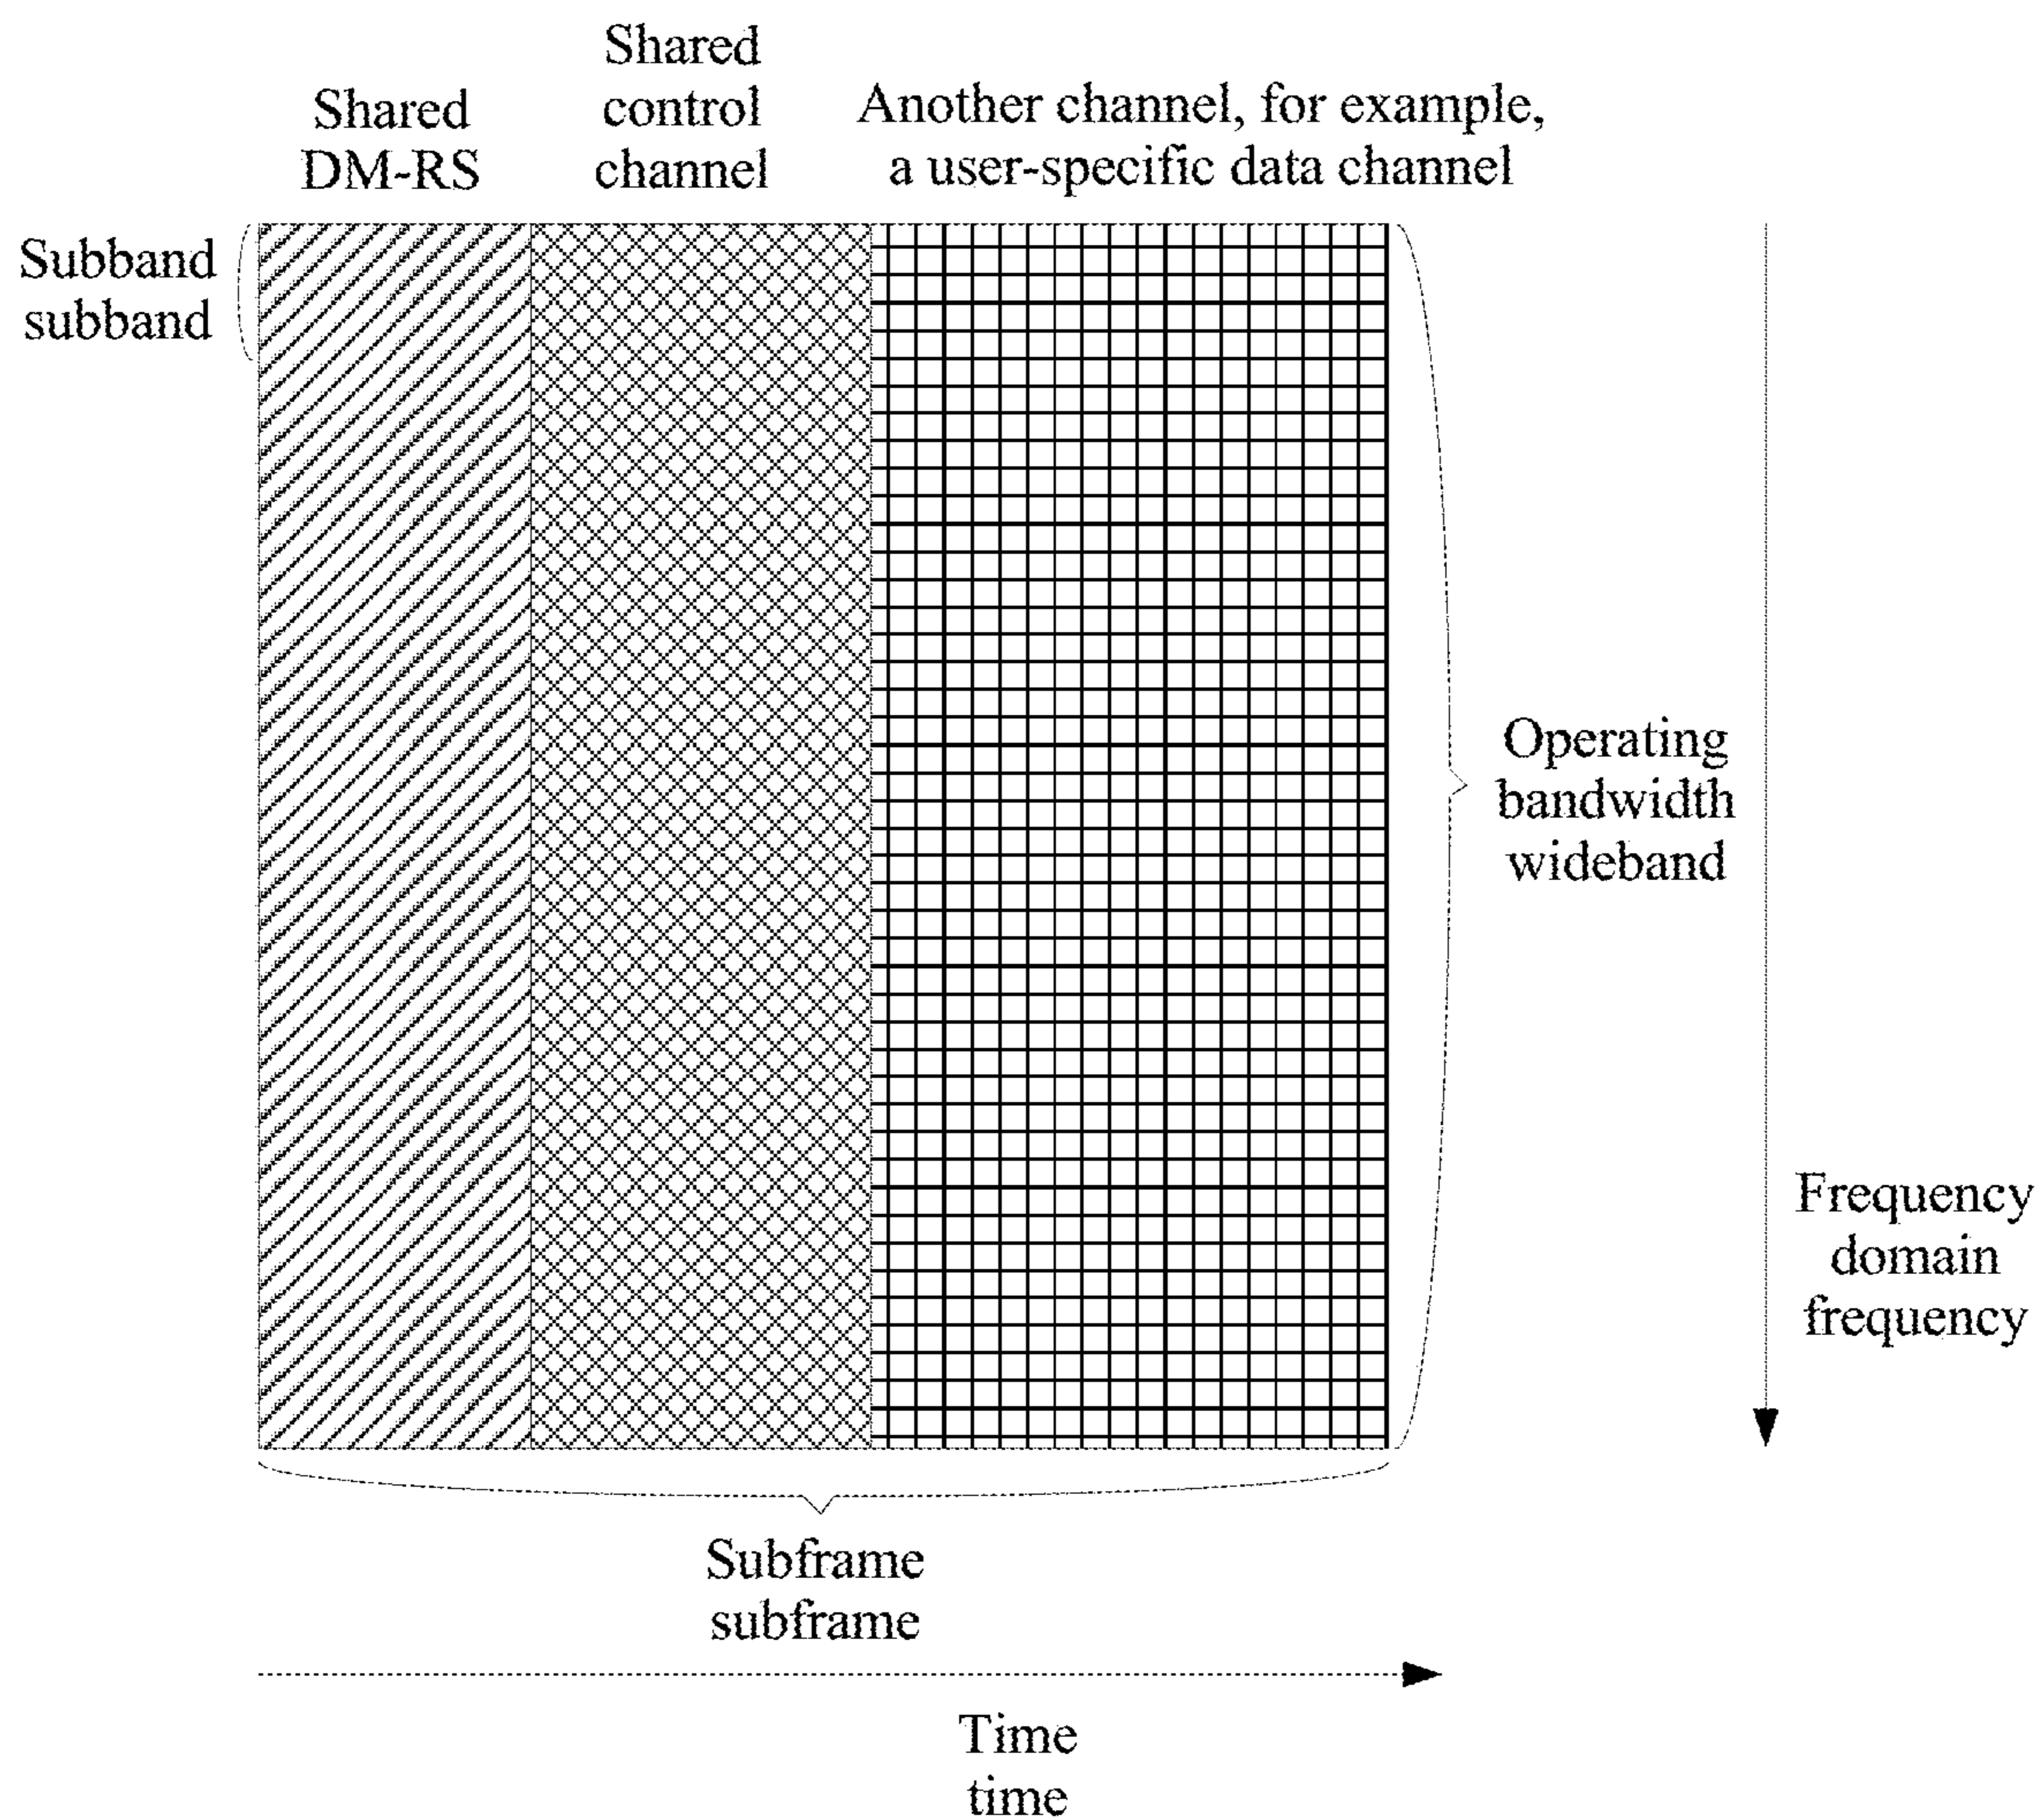 Shared
DM-RS
Shared
control
channel
Another channel, for example,
a user-specific data channel
Subband
subband
Operating
bandwidth
wideband
Frequency
domain
frequency
Subframe
subframe
Time
time